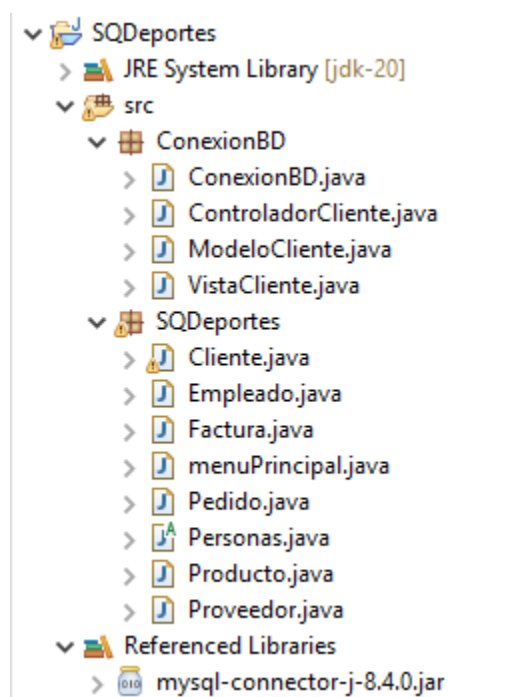 SQDeportes
JRE System Library [jdk-20]
src
ConexionBD
ConexionBD.java
ControladorCliente.java
ModeloCliente.java
VistaCliente.java
SQDeportes
Cliente.java
Empleado.java
Factura.java
menuPrincipal.java
Pedido.java
Personas.java
Producto.java
Proveedor.java
Referenced Libraries
mysql-connector-j-8.4.0.jar